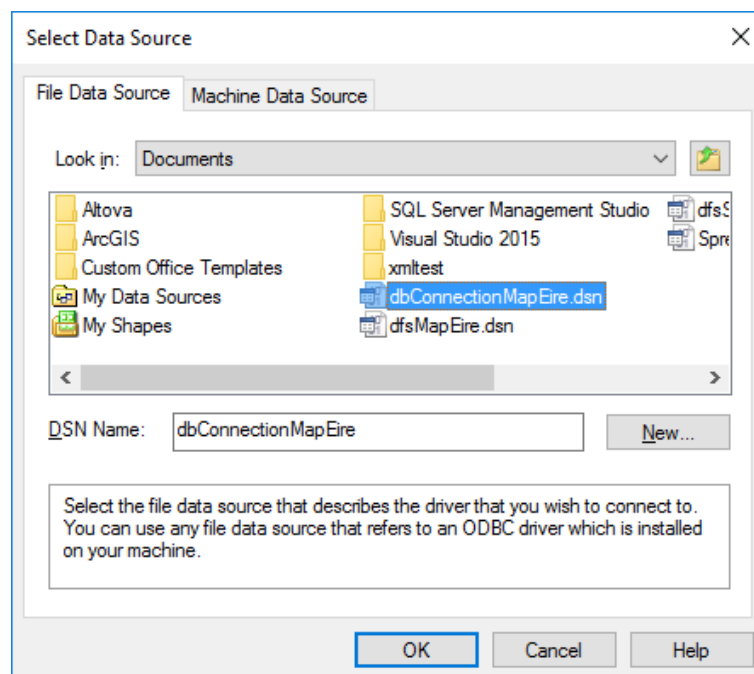 Select Data Source
File Data Source
Machine Data Source
Look in:
Documents
Altova
SQL Server Management Studio
dfsS
ArcGIS
Visual Studio 2015
Spre
Custom Office Templates
xmltest
My Data Sources
dbConnectionMapEire.dsn
My Shapes
dfsMapEire.dsn
DSN Name:
dbConnectionMapEire
New...
Select the file data source that describes the driver that you wish to connect to.
You can use any file data source that refers to an ODBC driver which is installed
on your machine.
OK
Cancel
Help